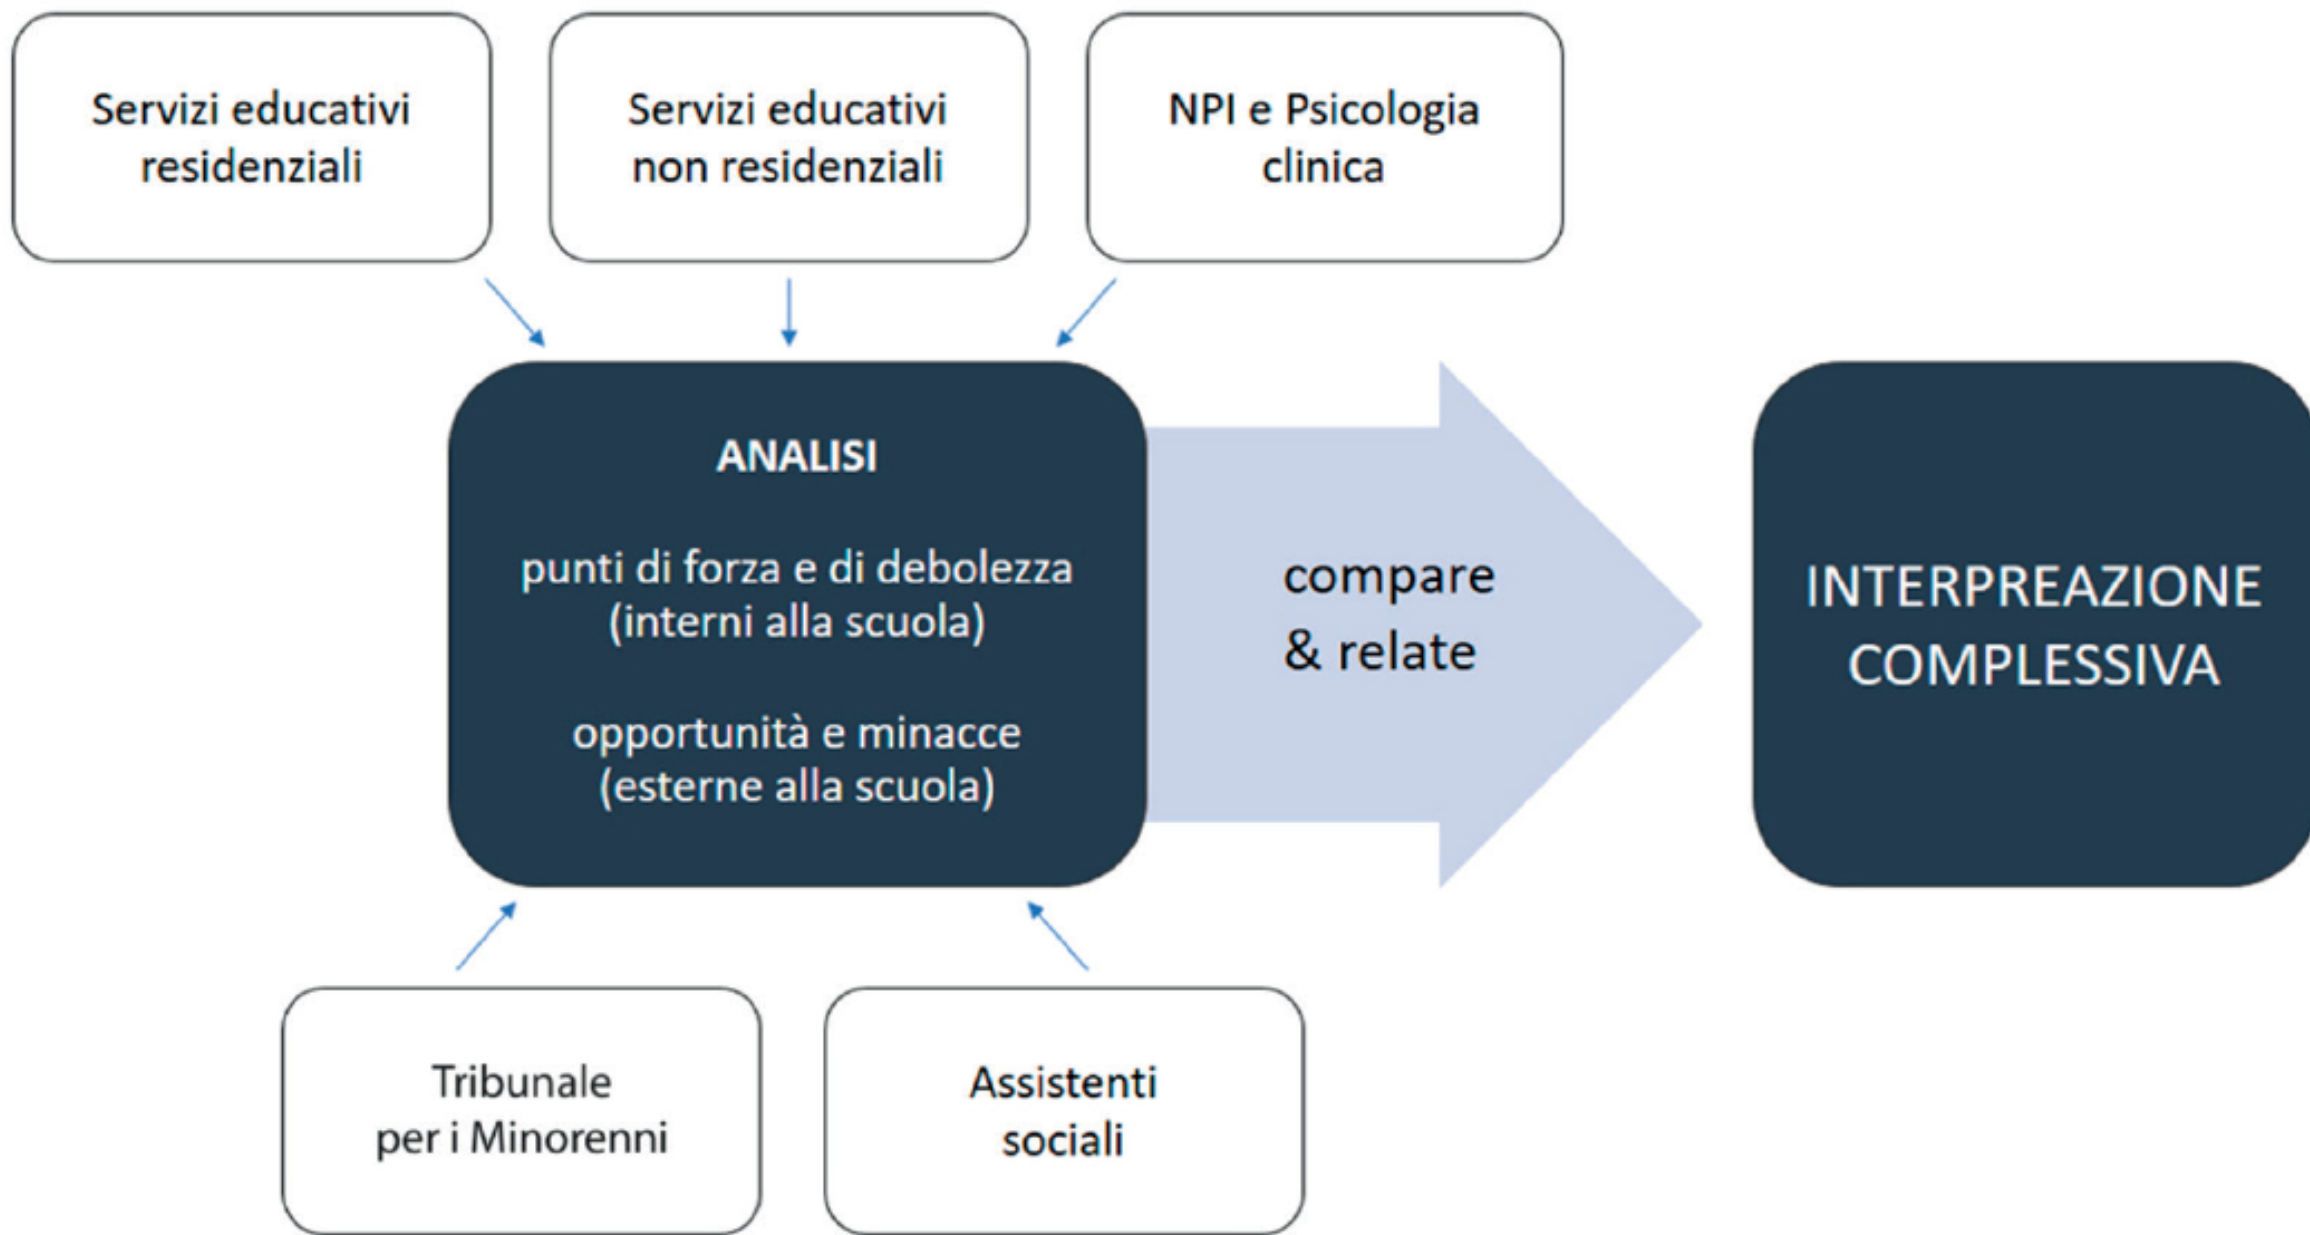 Servizi educativi
residenziali
Servizi educativi
non residenziali
NPI e Psicologia
clinica
ANALISI
punti di forza e di debolezza
(interni alla scuola)
opportunità e minacce
(esterne alla scuola)
compare
& relate
INTERPREAZIONE
COMPLESSIVA
Tribunale
per i Minorenni
Assistenti
sociali